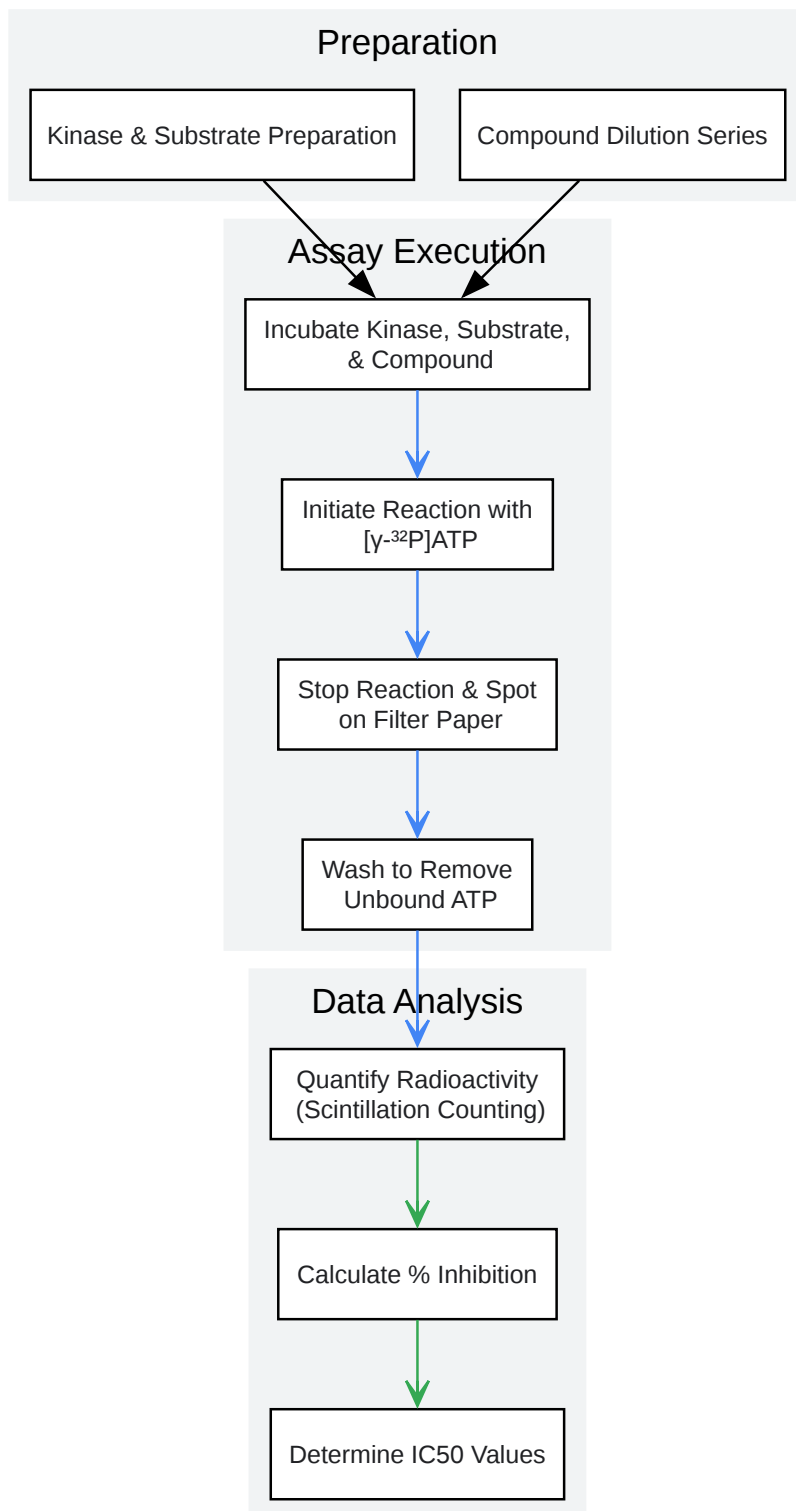 Preparation
Kinase & Substrate Preparation
Compound Dilution Series
Assay Execution
Incubate Kinase, Substrate,
& Compound
Initiate Reaction with
[γ-³²P]ATP
Stop Reaction & Spot
on Filter Paper
Wash to Remove
Unbound ATP
Data Analysis
Quantify Radioactivity
(Scintillation Counting)
Calculate % Inhibition
Determine IC50 Values